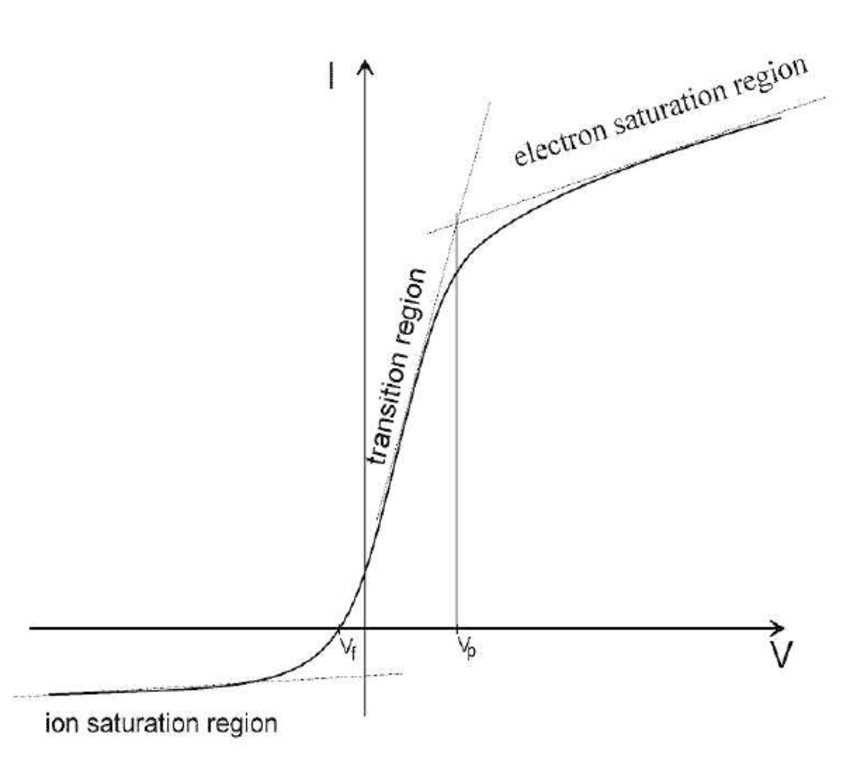 I
electron saturation region
transition region
Vf
Vp
V
ion saturation region